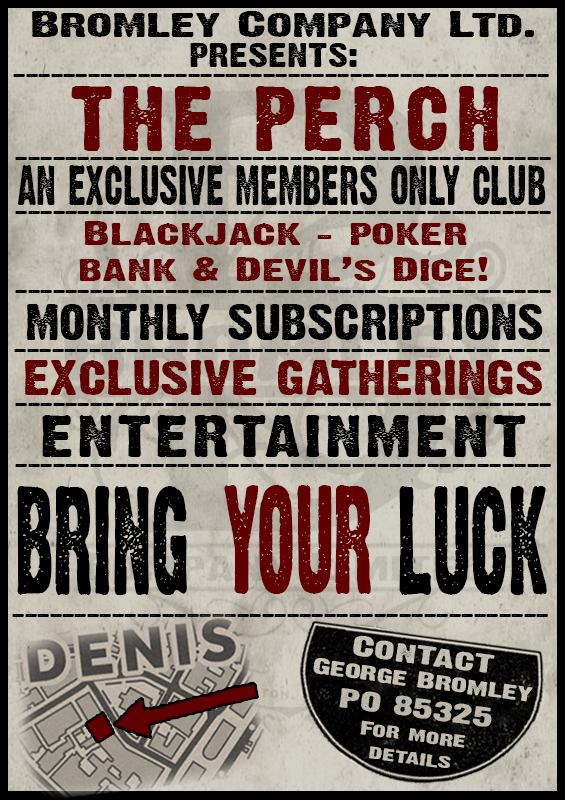 BROMLEY COMPANY LTD.
PRESENTS:
THE PERCH
AN EXCLUSIVE MEMBERS ONLY CLUB
BLACKJACK - POKER
BANK & DEVIL'S DICE!
MONTHLY SUBSCRIPTIONS
EXCLUSIVE GATHERINGS
ENTERTAINMENT
BRING YOUR LUCK
DENIS
CONTACT
GEORGE BROMLEY
PO 85325
FOR MORE
DETAILS